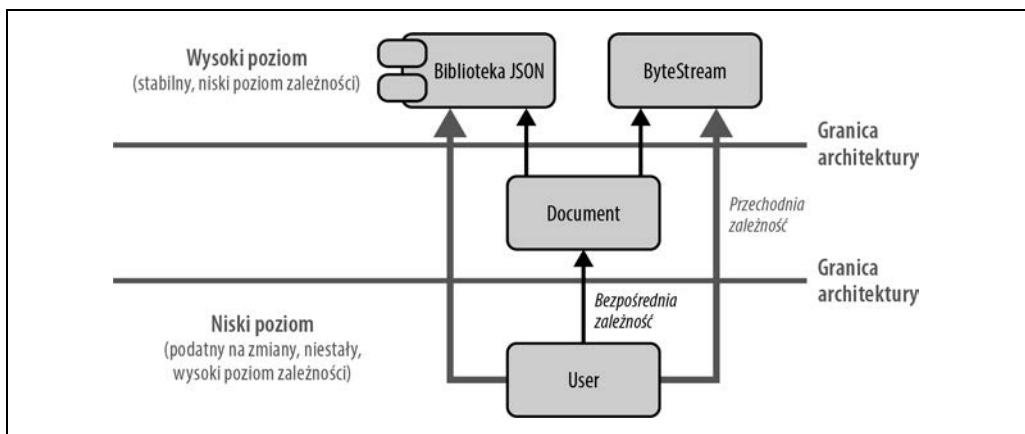 Wysoki poziom
(stabilny, niski poziom zależności)
Biblioteka JSON
ByteStream
Granica
architektury
Document
Przechodnia
zależność
Granica
architektury
Bezpośrednia
zależność
Niski poziom
(podatny na zmiany, niestały,
wysoki poziom zależności)
User